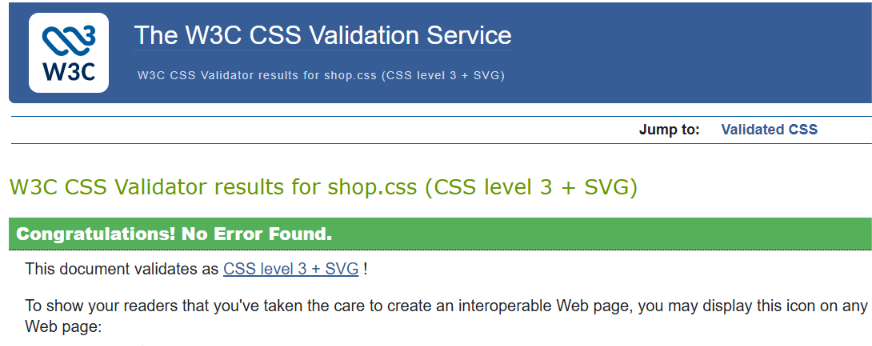 The W3C CSS Validation Service
W3C
W3C CSS Validator results for shop.css (CSS level 3 + SVG)
Jump to: Validated CSS
W3C CSS Validator results for shop.css (CSS level 3 + SVG)
Congratulations! No Error Found.
This document validates as CSS level 3 + SVG !
To show your readers that you've taken the care to create an interoperable Web page, you may display this icon on any
Web page: